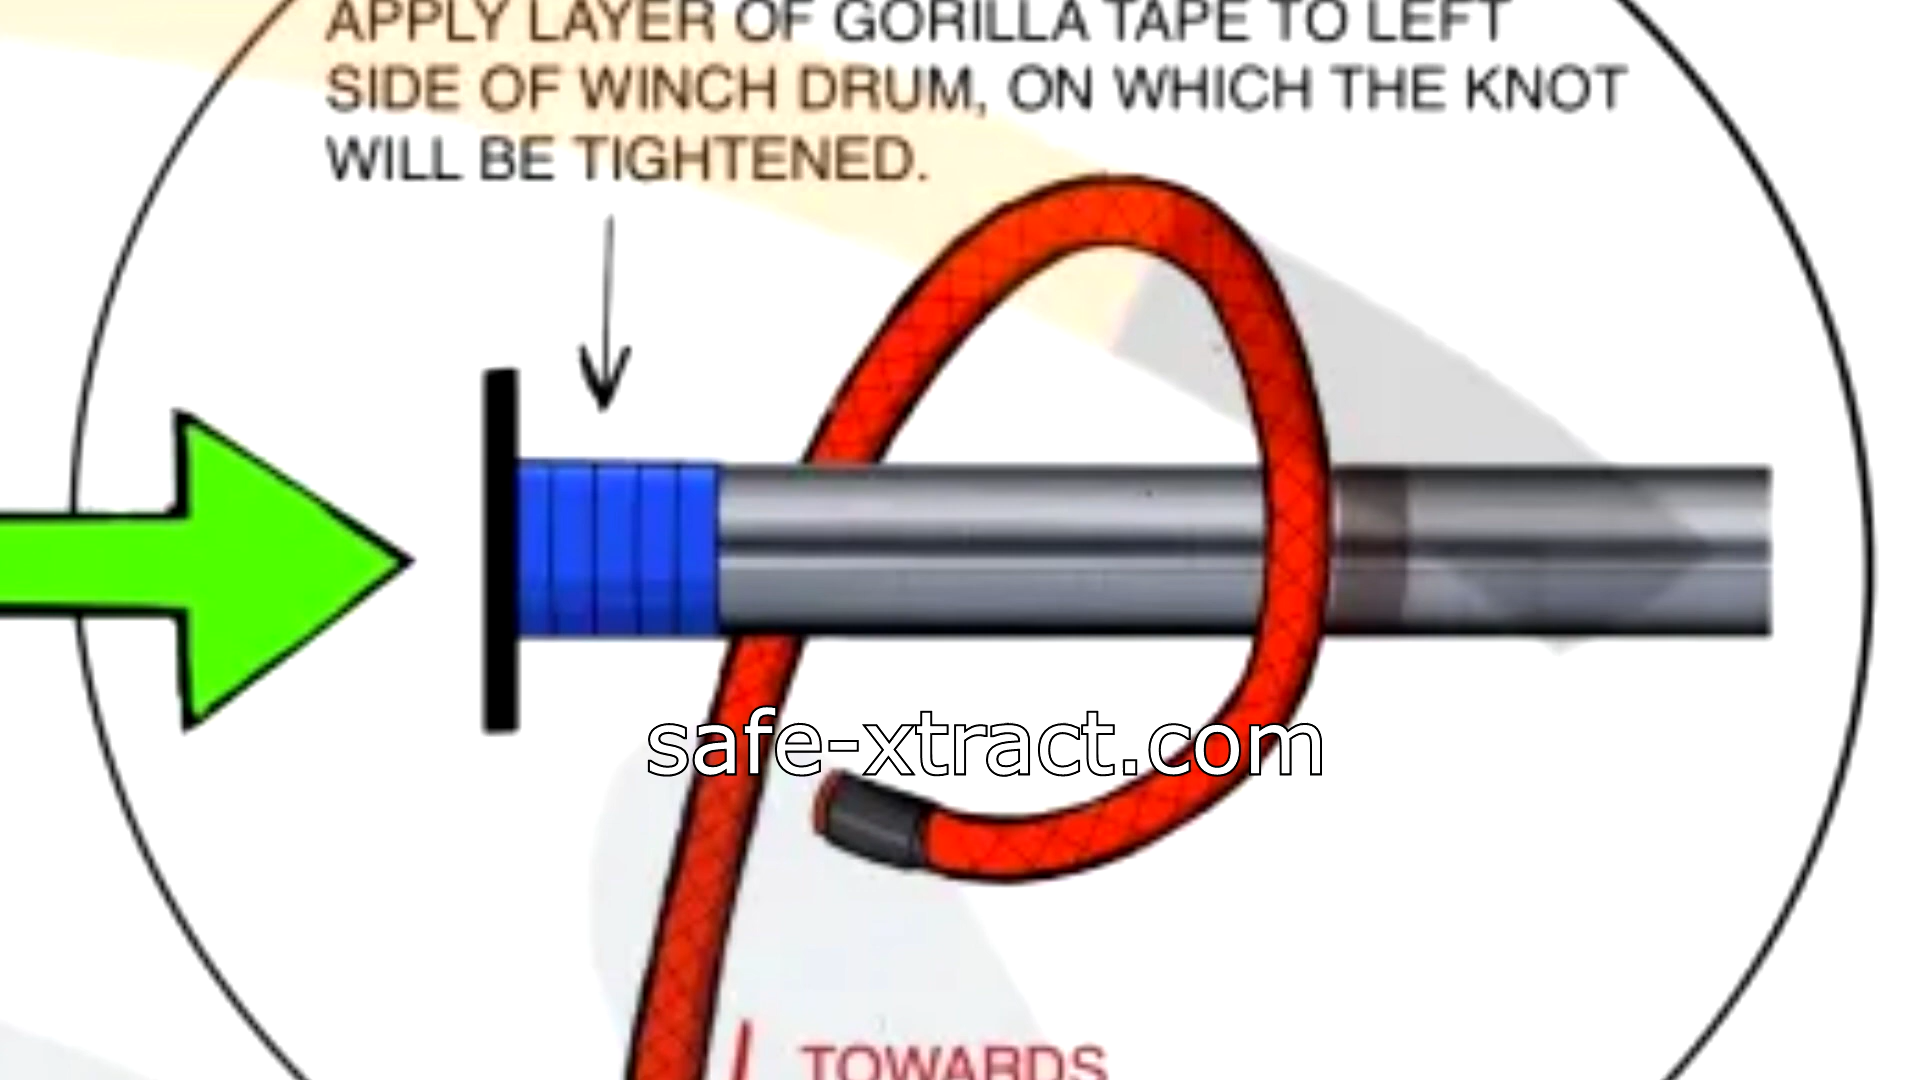 APPLY LAYER OF GORILLA TAPE TO LEFT
SIDE OF WINCH DRUM, ON WHICH THE KNOT
WILL BE TIGHTENED.
safe-xtract.com
TOWARDS